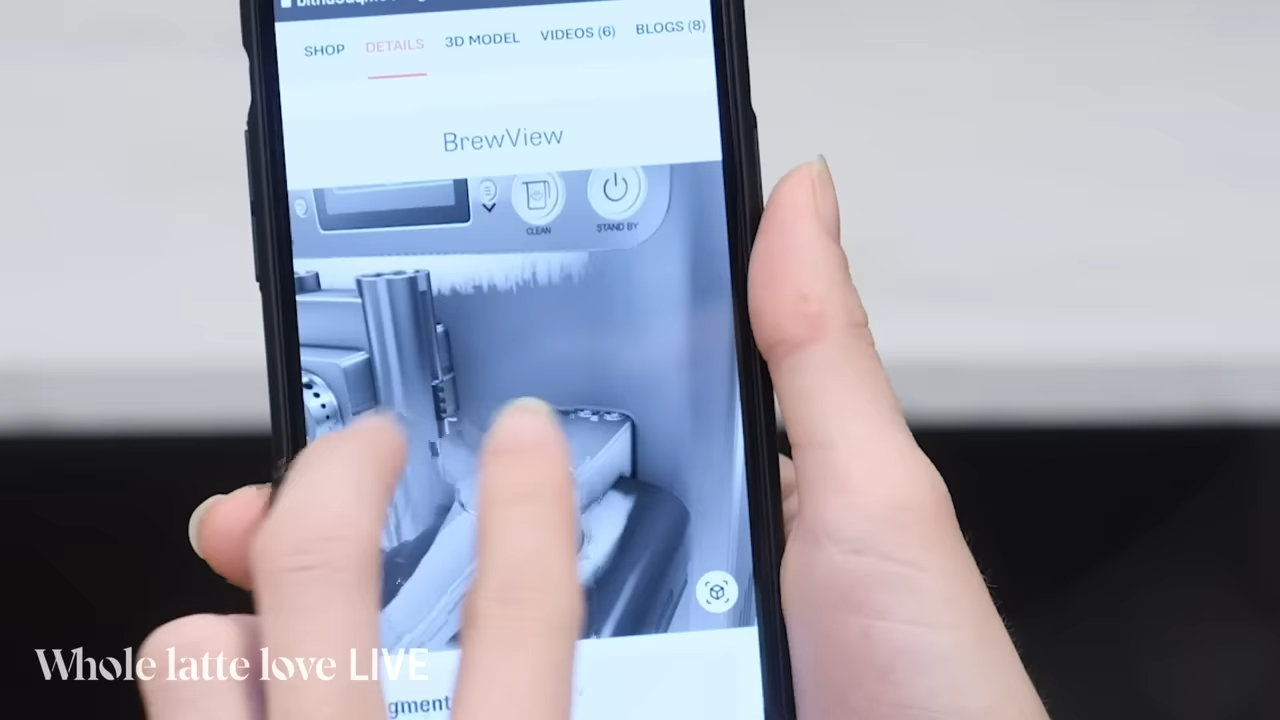 SHOP DETAILS 3D MODEL VIDEOS (6) BLOGS (8)
BrewView
CLEAN STAND BY
Whole latte love LIVE